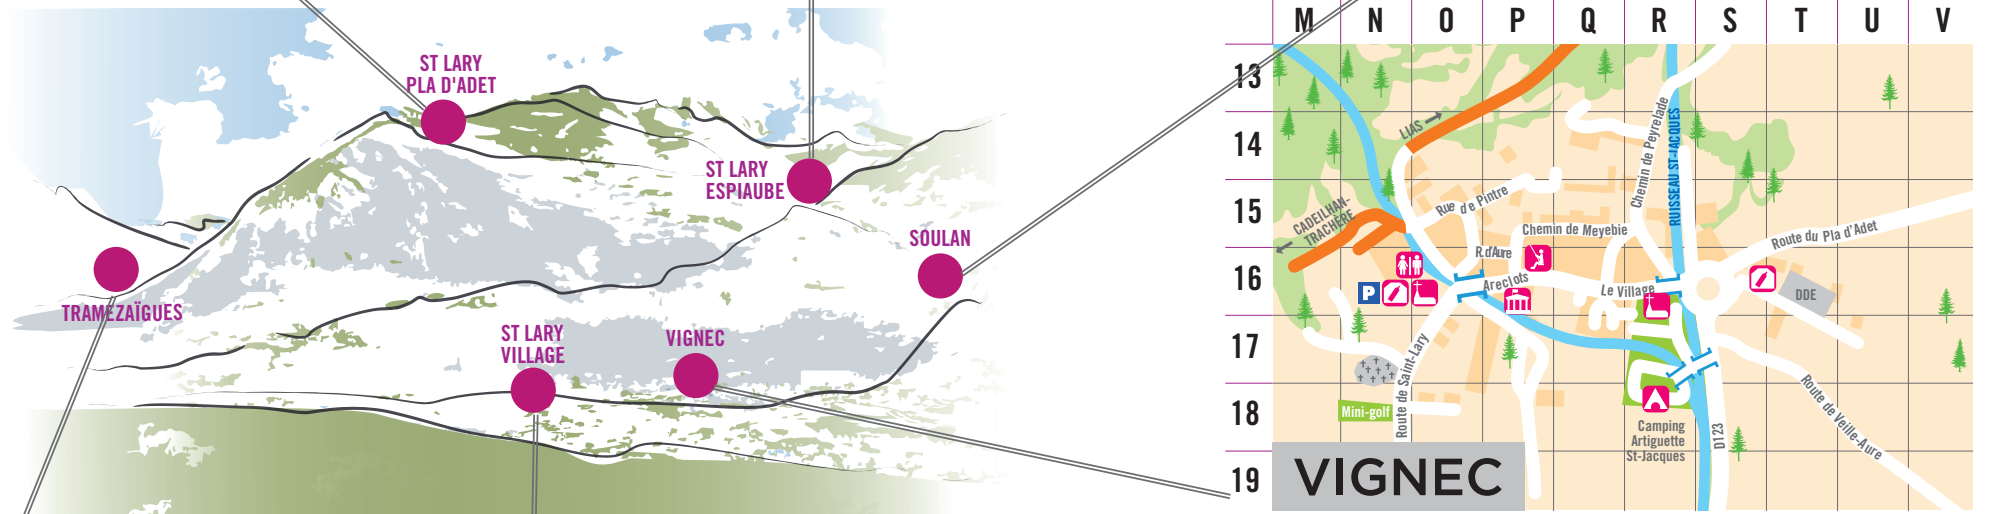 ST LARY
PLA D'ADET
ST LARY
ESPIAUBE
SOULAN
TRAMEZAÏGUES
ST LARY
VILLAGE
VIGNEC
M N O P Q R S T U V
13
14
15
16
17
18
19
LIAS
CADEILHAN-
TRACHÈRE
Rue de Pintre
Chemin de Peyrelade
RUISSEAU ST-JACQUES
Chemin de Meyebie
Route du Pla d'Adet
R.d'Aure
Areclots
Le Village
P
DDE
Route de Saint-Lary
Mini-golf
Camping
Artiguette
St-Jacques
D123
Route de Veille-Aure
VIGNEC